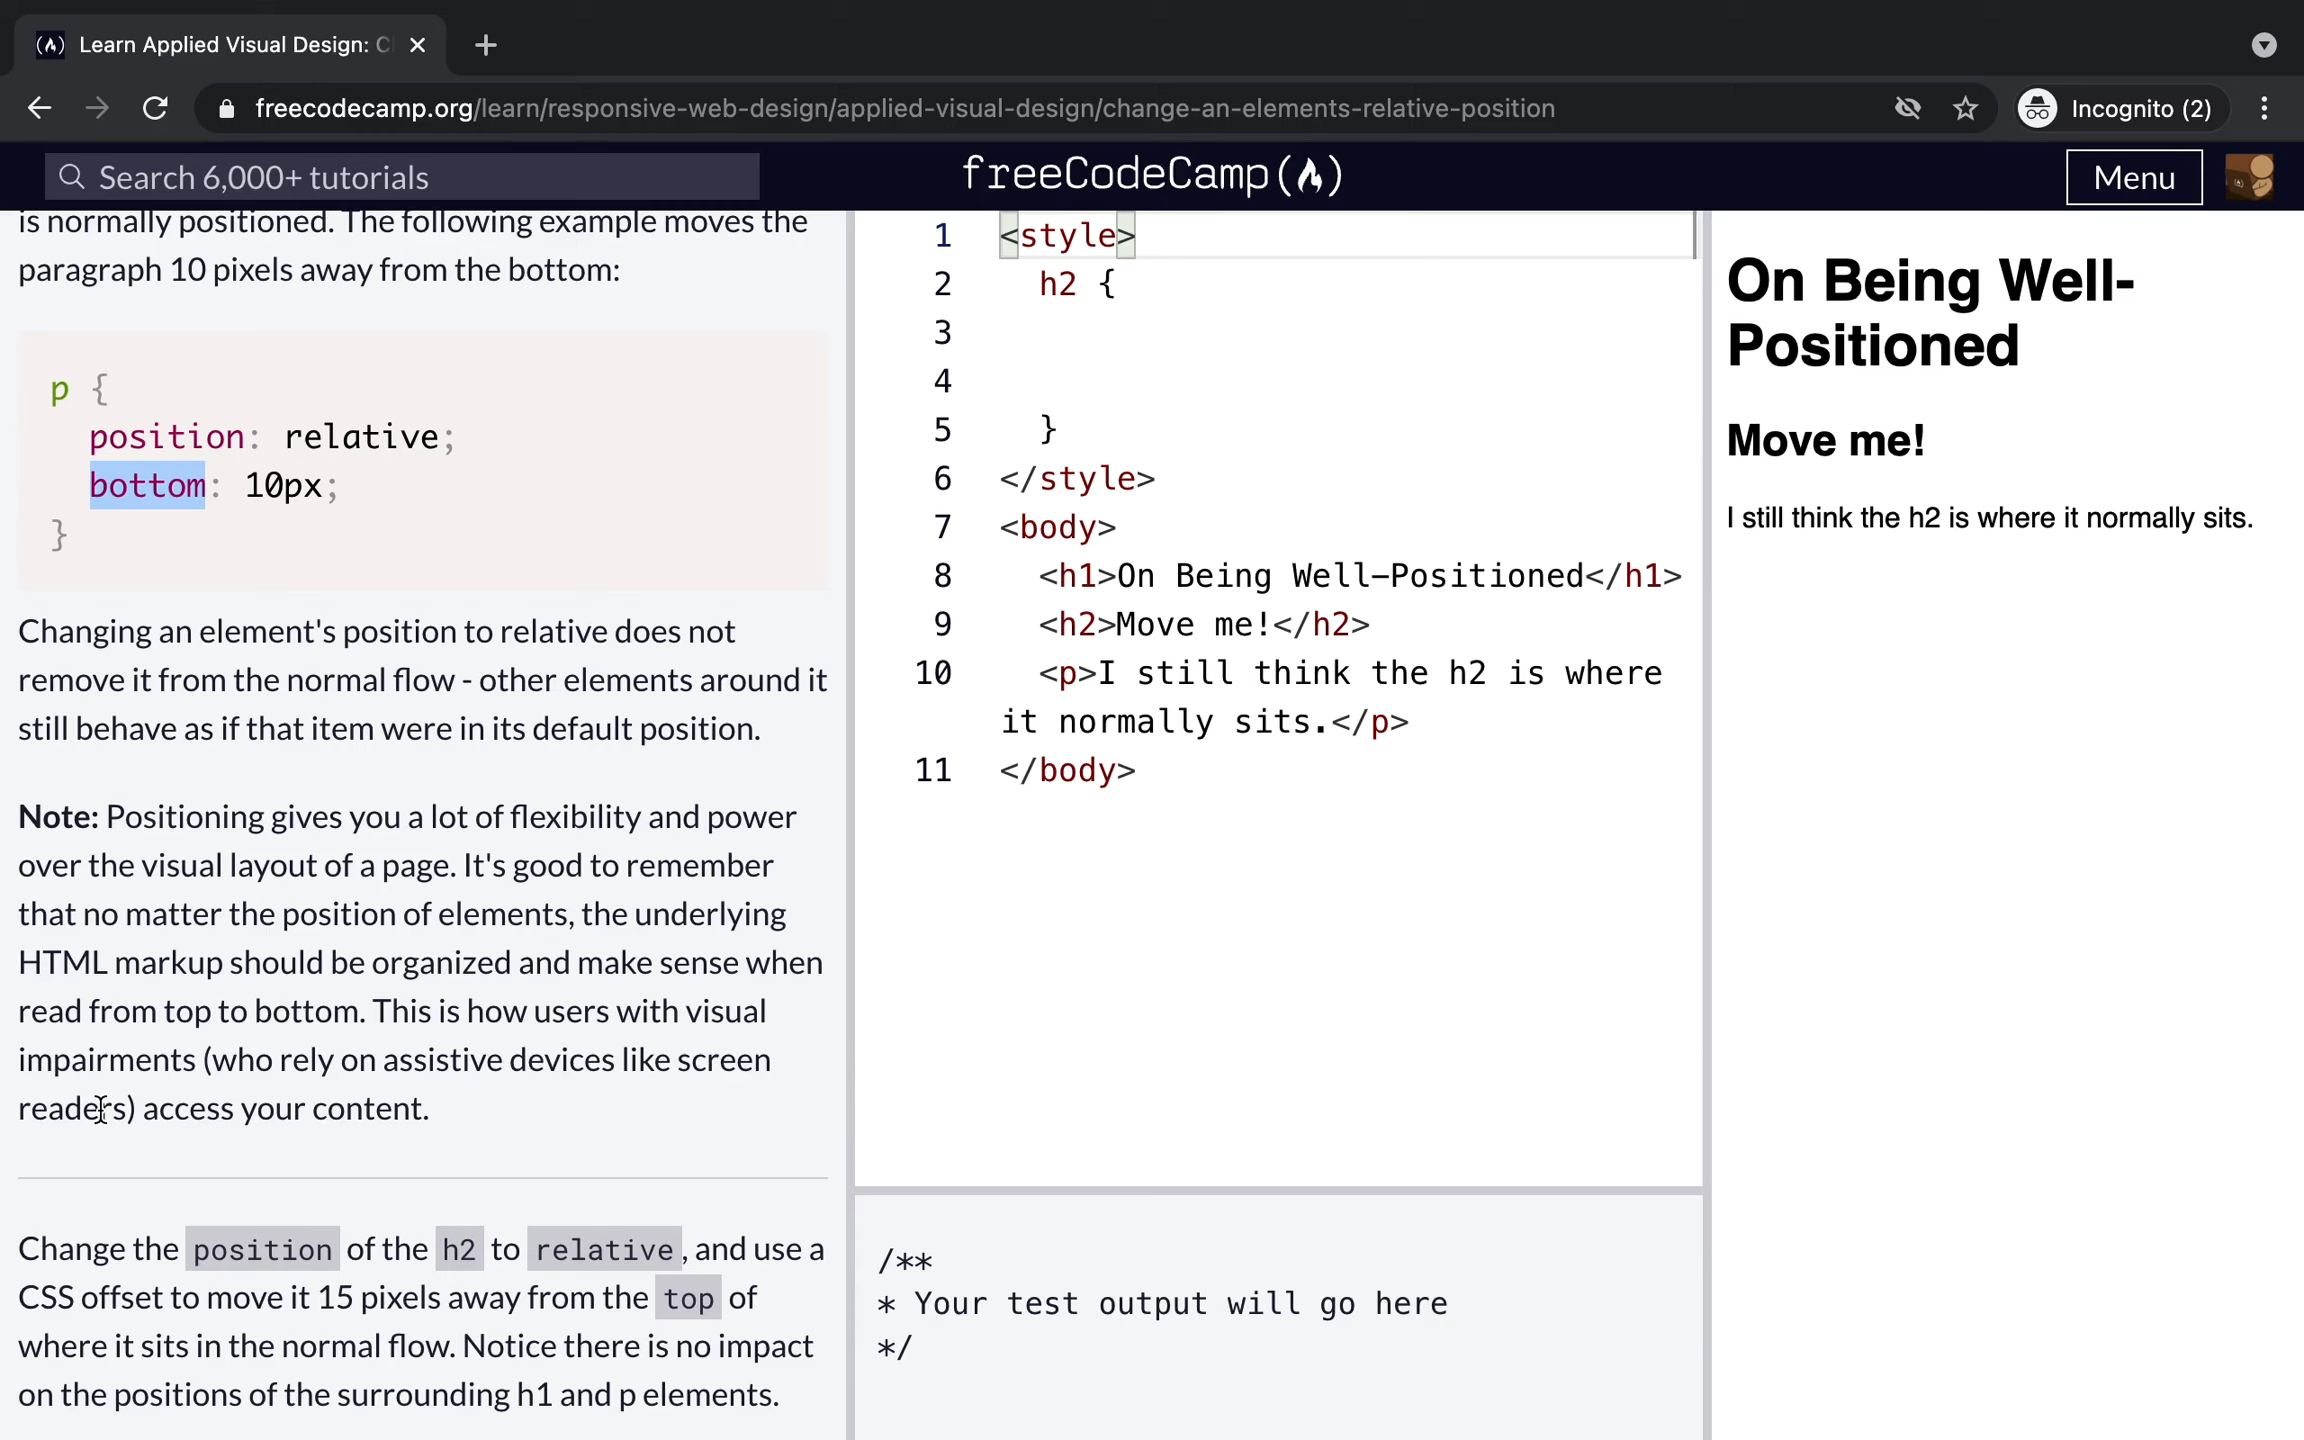 Learn Applied Visual Design: C
freecodecamp.org/learn/responsive-web-design/applied-visual-design/change-an-elements-relative-position
Incognito (2)
Search 6,000+ tutorials
freeCodeCamp
Menu
is normally positioned. The following example moves the
paragraph 10 pixels away from the bottom:
p {
position: relative;
bottom: 10px;
}
Changing an element's position to relative does not
remove it from the normal flow - other elements around it
still behave as if that item were in its default position.
Note: Positioning gives you a lot of flexibility and power
over the visual layout of a page. It's good to remember
that no matter the position of elements, the underlying
HTML markup should be organized and make sense when
read from top to bottom. This is how users with visual
impairments (who rely on assistive devices like screen
readers) access your content.
Change the position of the h2 to relative, and use a
CSS offset to move it 15 pixels away from the top of
where it sits in the normal flow. Notice there is no impact
on the positions of the surrounding h1 and p elements.
1 <style>
2 h2 {
3
4
5 }
6 </style>
7 <body>
8 <h1>On Being Well-Positioned</h1>
9 <h2>Move me!</h2>
10 <p>I still think the h2 is where
it normally sits.</p>
11 </body>
/**
* Your test output will go here
*/
On Being Well-
Positioned
Move me!
I still think the h2 is where it normally sits.